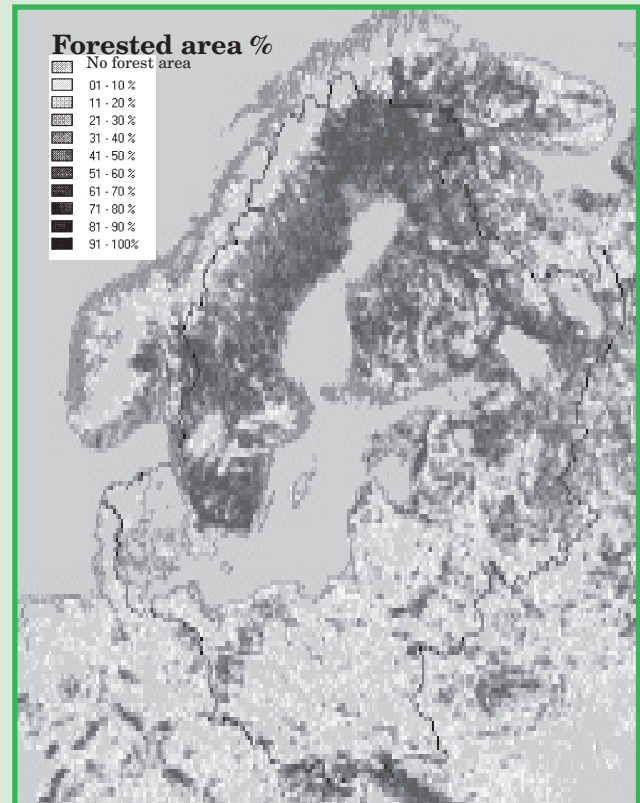 Forested area %
No forest area
01 - 10 %
11 - 20 %
21 - 30 %
31 - 40 %
41 - 50 %
51 - 60 %
61 - 70 %
71 - 80 %
81 - 90 %
91 - 100%